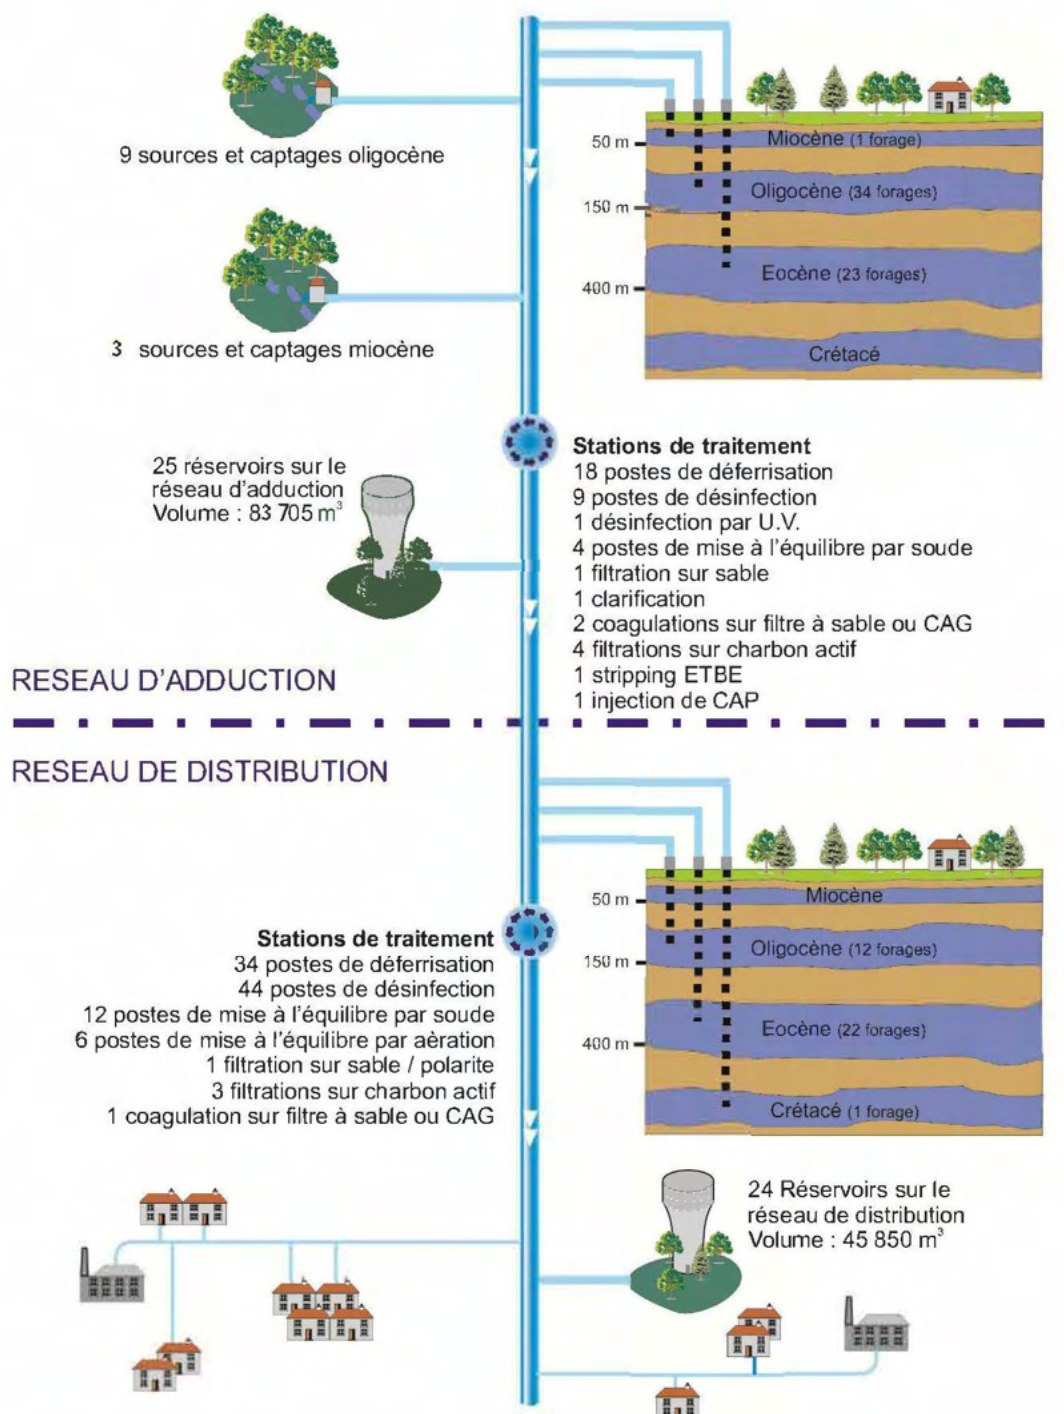 9 sources et captages oligocène
3 sources et captages miocène
50 m
150 m
400 m
Miocène (1 forage)
Oligocène (34 forages)
Eocène (23 forages)
Crétacé
25 réservoirs sur le
réseau d'adduction
Volume : 83 705 m³
Stations de traitement
18 postes de déferrisation
9 postes de désinfection
1 désinfection par U.V.
4 postes de mise à l'équilibre par soude
1 filtration sur sable
1 clarification
2 coagulations sur filtre à sable ou CAG
4 filtrations sur charbon actif
1 stripping ETBE
1 injection de CAP
RESEAU D'ADDUCTION
RESEAU DE DISTRIBUTION
50 m
150 m
400 m
Miocène
Oligocène (12 forages)
Eocène (22 forages)
Crétacé (1 forage)
Stations de traitement
34 postes de déferrisation
44 postes de désinfection
12 postes de mise à l'équilibre par soude
6 postes de mise à l'équilibre par aèration
1 filtration sur sable / polarite
3 filtrations sur charbon actif
1 coagulation sur filtre à sable ou CAG
24 Réservoirs sur le
réseau de distribution
Volume : 45 850 m³